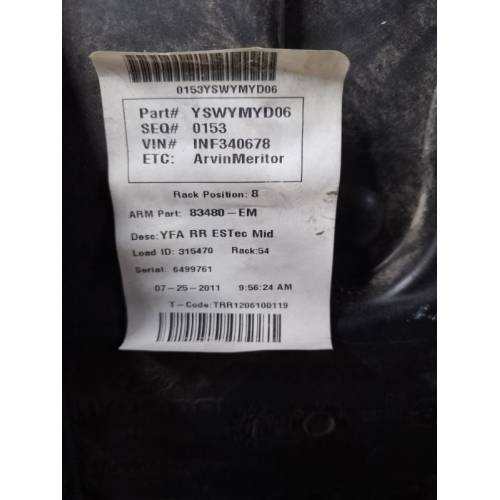 0153YSWYMYD06
Part# YSWYMYD06
SEQ# 0153
VIN# INF340678
ETC: ArvinMeritor
Rack Position: 8
ARM Part: 83480-EM
Desc: YFA RR ESTec Mid
Load ID: 315470 Rack: 54
Serial: 6499761
07-25-2011 9:56:24 AM
T-Code: TRR1206100119